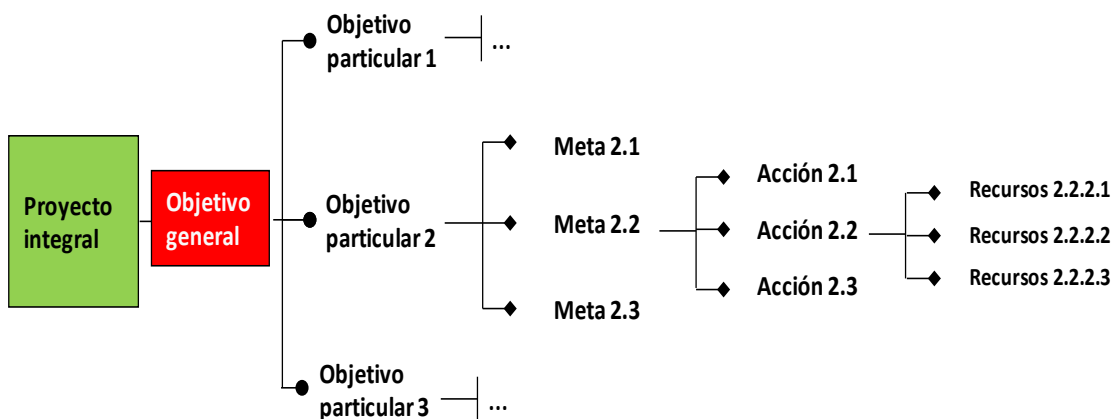 Proyecto
integral
Objetivo
general
Objetivo
particular 1
...
Objetivo
particular 2
Meta 2.1
Meta 2.2
Meta 2.3
Acción 2.1
Acción 2.2
Acción 2.3
Recursos 2.2.2.1
Recursos 2.2.2.2
Recursos 2.2.2.3
Objetivo
particular 3
...